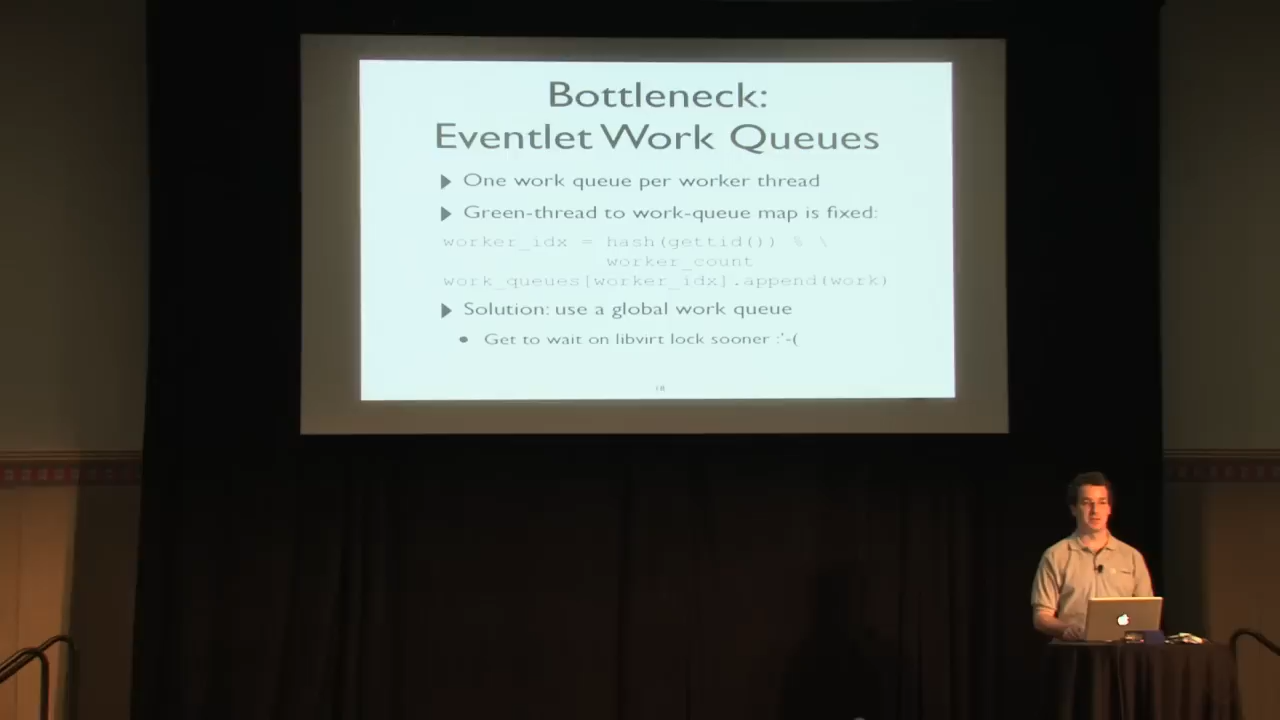 Bottleneck:
Eventlet Work Queues
▶ One work queue per worker thread
▶ Green-thread to work-queue map is fixed:
worker_idx = hash(gettid()) % \
worker_count
work_queues[worker_idx].append(work)
▶ Solution: use a global work queue
• Get to wait on libvirt lock sooner :'-(